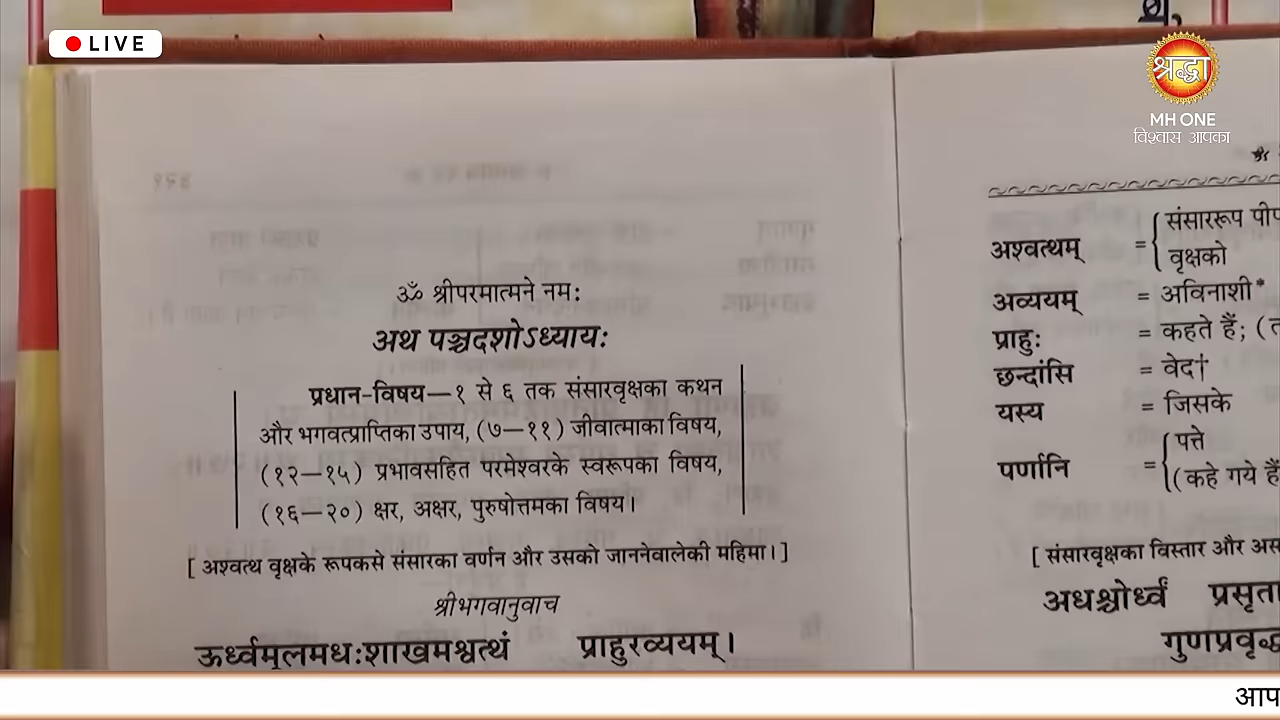 LIVE
श्रद्धा
MH ONE
विश्वास आपका
ॐ श्रीपरमात्मने नमः
अथ पञ्चदशोऽध्यायः
प्रधान-विषय—१ से ६ तक संसारवृक्षका कथन
और भगवत्प्राप्तिका उपाय, (७—११) जीवात्माका विषय,
(१२—१५) प्रभावसहित परमेश्वरके स्वरूपका विषय,
(१६—२०) क्षर, अक्षर, पुरुषोत्तमका विषय।
[ अश्वत्थ वृक्षके रूपकसे संसारका वर्णन और उसको जाननेवालेकी महिमा। ]
श्रीभगवानुवाच
ऊर्ध्वमूलमधःशाखमश्वत्थं प्राहुरव्ययम्।
संसाररूप पीप
अश्वत्थम् = वृक्षको
अव्ययम् = अविनाशी*
प्राहुः = कहते हैं; (त
छन्दांसि = वेद†
यस्य = जिसके
पत्ते
पर्णानि = (कहे गये हैं
[ संसारवृक्षका विस्तार और अस
अधश्चोर्ध्वं प्रसृता
गुणप्रवृद्ध
आप